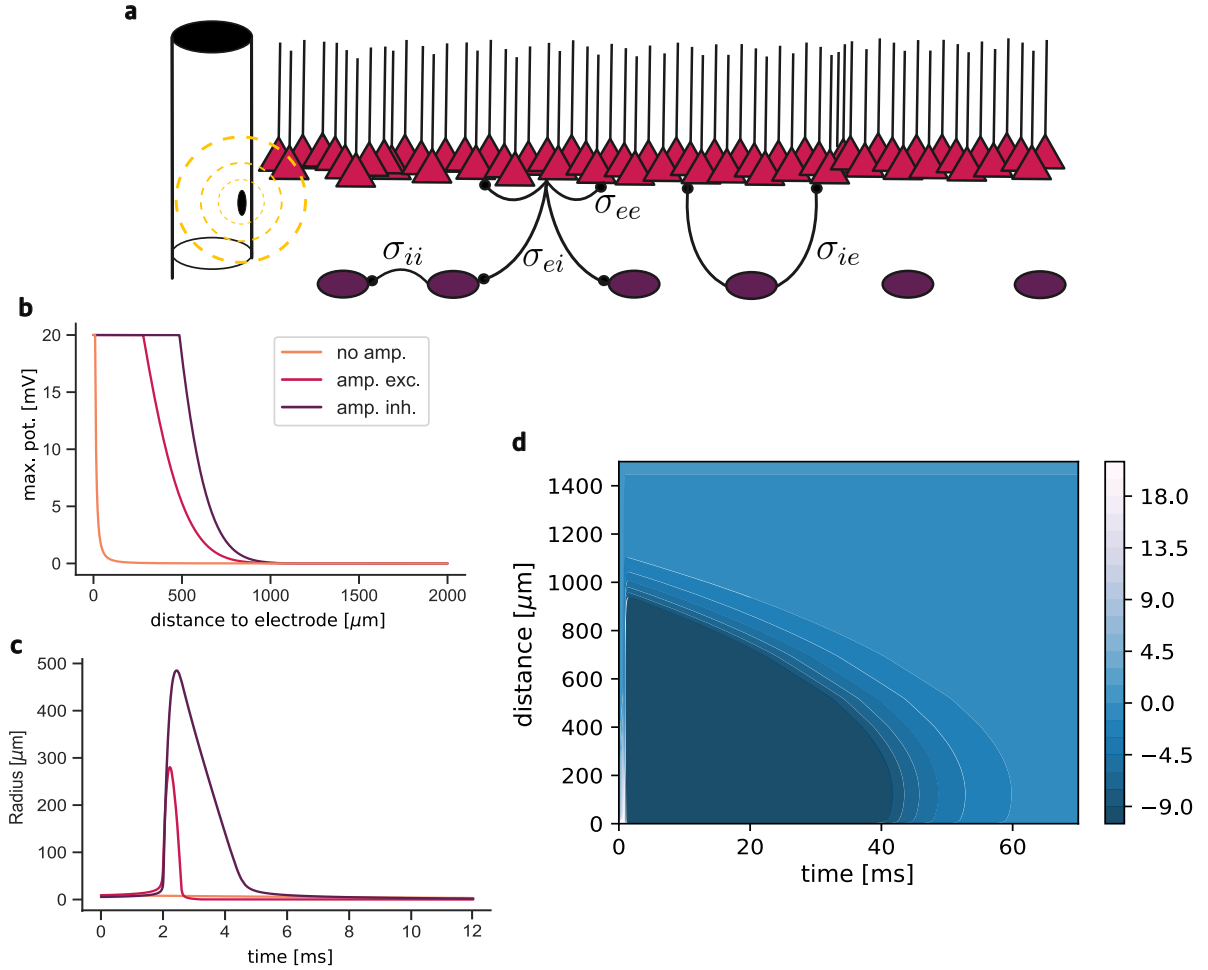 a
σee
σii
σei
σie
b
20
15
10
5
0
max. pot. [mV]
no amp.
amp. exc.
amp. inh.
0 500 1000 1500 2000
distance to electrode [μm]
c
500
400
300
200
100
0
Radius [μm]
0 2 4 6 8 10 12
time [ms]
d
1400
1200
1000
800
600
400
200
0
distance [μm]
0 20 40 60
time [ms]
18.0
13.5
9.0
4.5
0.0
−4.5
−9.0